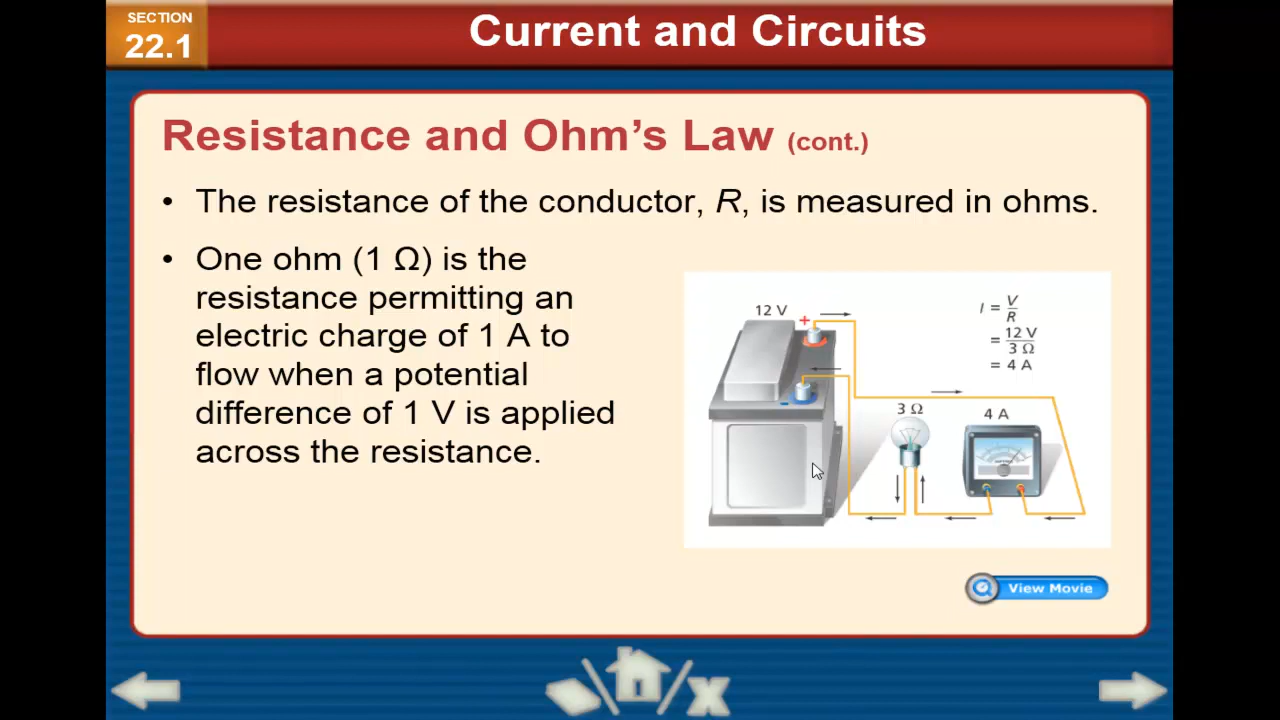 SECTION
22.1
Current and Circuits
Resistance and Ohm's Law (cont.)
• The resistance of the conductor, R, is measured in ohms.
• One ohm (1 Ω) is the
resistance permitting an
electric charge of 1 A to
flow when a potential
difference of 1 V is applied
across the resistance.
12 V
+
-
I = V/R
= 12 V/3 Ω
= 4 A
3 Ω
4 A
View Movie